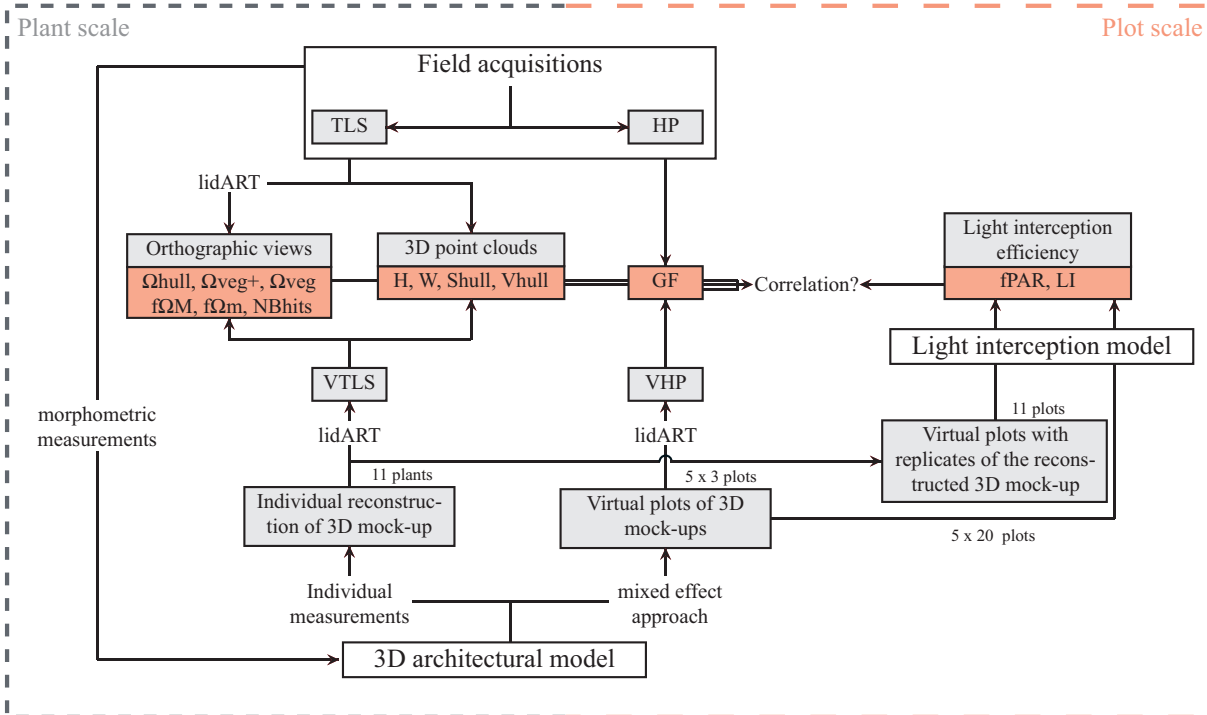 Plant scale
Plot scale
Field acquisitions
TLS
HP
lidART
Orthographic views
Ωhull, Ωveg+, Ωveg
fΩM, fΩm, NBhits
3D point clouds
H, W, Shull, Vhull
GF
Correlation?
Light interception
efficiency
fPAR, LI
Light interception model
VTLS
VHP
morphometric
measurements
lidART
lidART
11 plots
11 plants
5 x 3 plots
Virtual plots with
replicates of the recons-
tructed 3D mock-up
Individual reconstruc-
tion of 3D mock-up
Virtual plots of 3D
mock-ups
5 x 20 plots
Individual
measurements
mixed effect
approach
3D architectural model